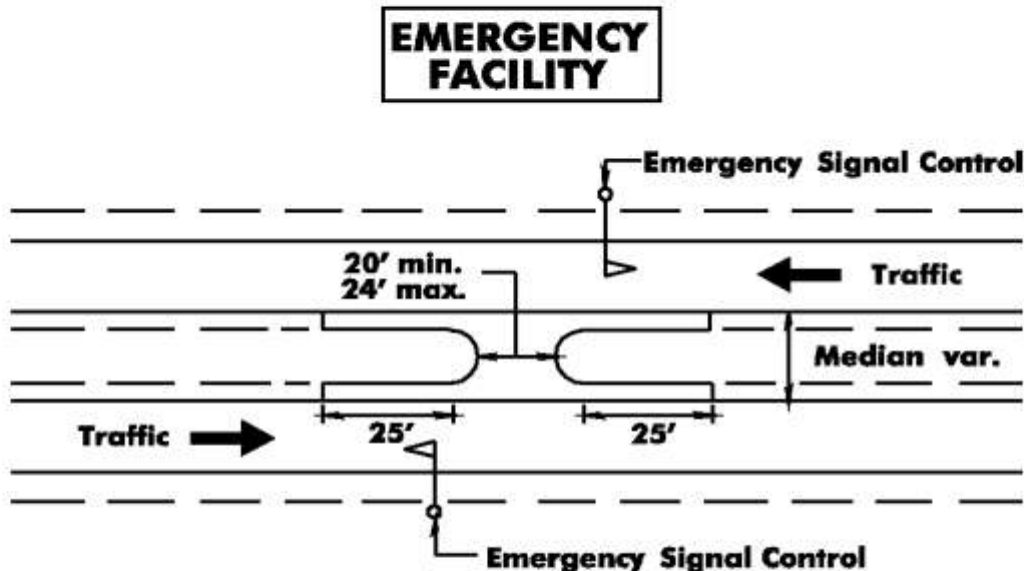 EMERGENCY
FACILITY
Emergency Signal Control
20' min.
24' max.
Traffic
Median var.
Traffic
25'
25'
Emergency Signal Control